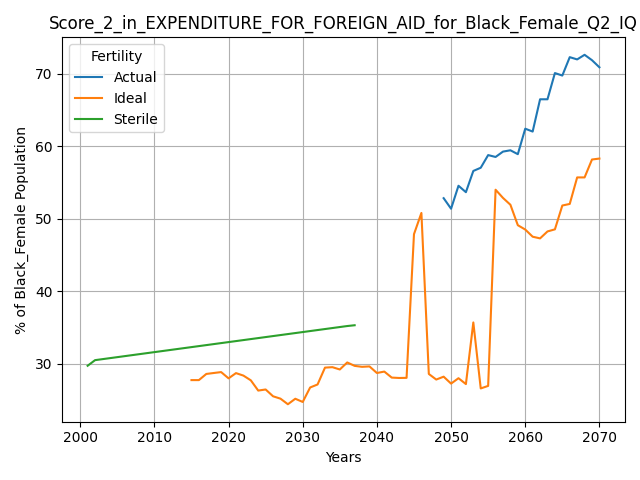 Score_2_in_EXPENDITURE_FOR_FOREIGN_AID_for_Black_Female_Q2_IQ
Fertility
Actual
Ideal
Sterile
% of Black_Female Population
70
60
50
40
30
2000 2010 2020 2030 2040 2050 2060 2070
Years